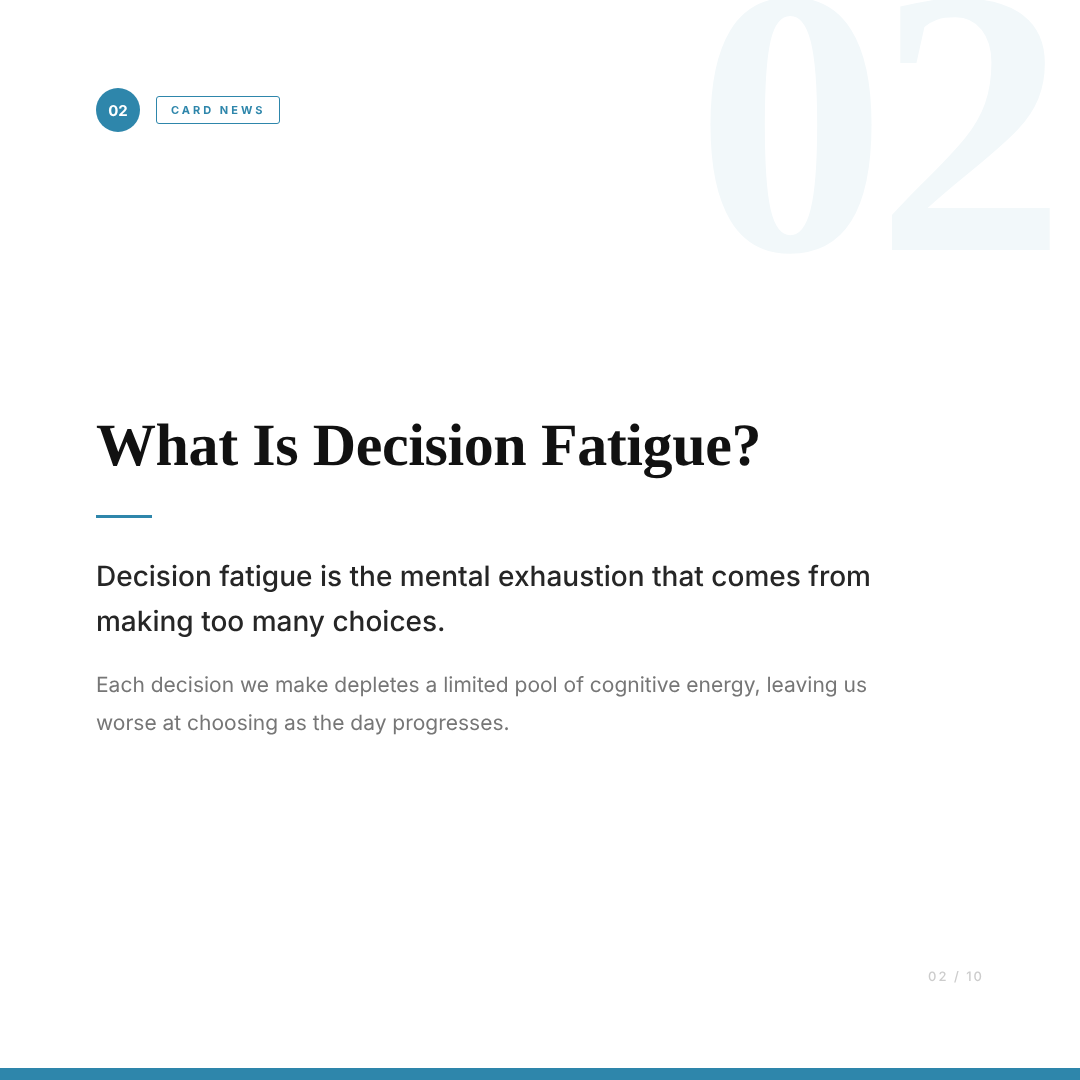 02
02
CARD NEWS
What Is Decision Fatigue?
Decision fatigue is the mental exhaustion that comes from
making too many choices.
Each decision we make depletes a limited pool of cognitive energy, leaving us
worse at choosing as the day progresses.
02 / 10